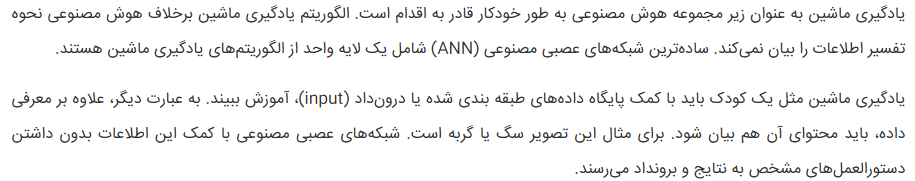 یادگیری ماشین به عنوان زیر مجموعه هوش مصنوعی به طور خودکار قادر به اقدام است. الگوریتم یادگیری ماشین برخلاف هوش مصنوعی نحوه
تفسیر اطلاعات را بیان نمی‌کند. ساده‌ترین شبکه‌های عصبی مصنوعی (ANN) شامل یک لایه واحد از الگوریتم‌های یادگیری ماشین هستند.
یادگیری ماشین مثل یک کودک باید با کمک پایگاه داده‌های طبقه بندی شده یا درون‌داد (input)، آموزش ببیند. به عبارت دیگر، علاوه بر معرفی
داده، باید محتوای آن هم بیان شود. برای مثال این تصویر سگ یا گربه است. شبکه‌های عصبی مصنوعی با کمک این اطلاعات بدون داشتن
دستورالعمل‌های مشخص به نتایج و برونداد می‌رسند.